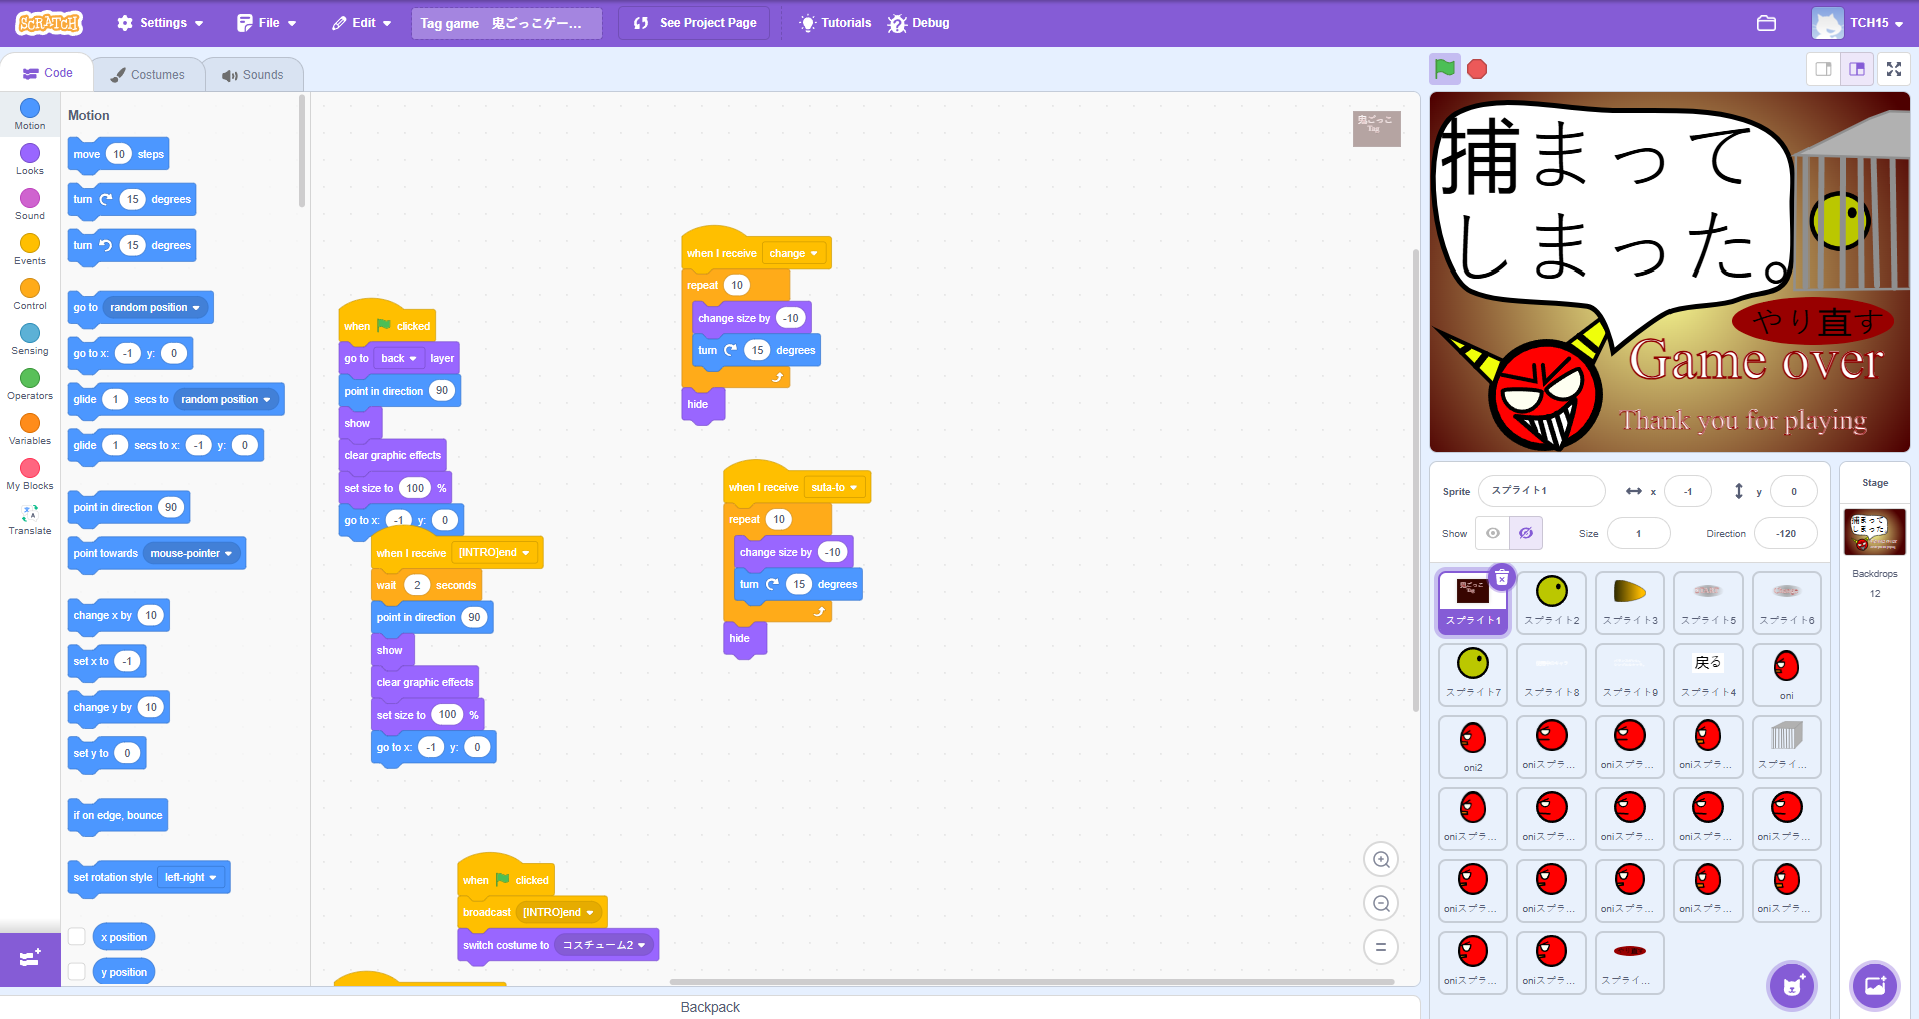 SCRATCH
Settings
File
Edit
Tag game 鬼ごっこゲー...
See Project Page
Tutorials
Debug
TCH15
Code
Costumes
Sounds
Motion
Looks
Sound
Events
Control
Sensing
Operators
Variables
My Blocks
Translate
Motion
move 10 steps
turn 15 degrees
turn 15 degrees
go to random position
go to x: -1 y: 0
glide 1 secs to random position
glide 1 secs to x: -1 y: 0
point in direction 90
point towards mouse-pointer
change x by 10
set x to -1
change y by 10
set y to 0
if on edge, bounce
set rotation style left-right
x position
y position
鬼ごっこ
Tag
when clicked
go to back layer
point in direction 90
show
clear graphic effects
set size to 100 %
go to x: -1 y: 0
when I receive [INTRO]end
wait 2 seconds
point in direction 90
show
clear graphic effects
set size to 100 %
go to x: -1 y: 0
when I receive change
repeat 10
change size by -10
turn 15 degrees
hide
when I receive suta-to
repeat 10
change size by -10
turn 15 degrees
hide
when clicked
broadcast [INTRO]end
switch costume to コスチューム2
Backpack
捕まって
しまった。
やり直す
Game over
Thank you for playing
Sprite スプライト1 x -1 y 0
Show Size 1 Direction -120
鬼ごっこ
Tag
スプライト1
スプライト2
スプライト3
スプライト5
スプライト6
スプライト7
スプライト8
スプライト9
戻る
スプライト4
oni
oni2
oniスプラ...
oniスプラ...
oniスプラ...
スプライ...
oniスプラ...
oniスプラ...
oniスプラ...
oniスプラ...
oniスプラ...
oniスプラ...
oniスプラ...
oniスプラ...
oniスプラ...
oniスプラ...
oniスプラ...
oniスプラ...
スプライ...
Stage
捕まって
しまった。
Backdrops
12